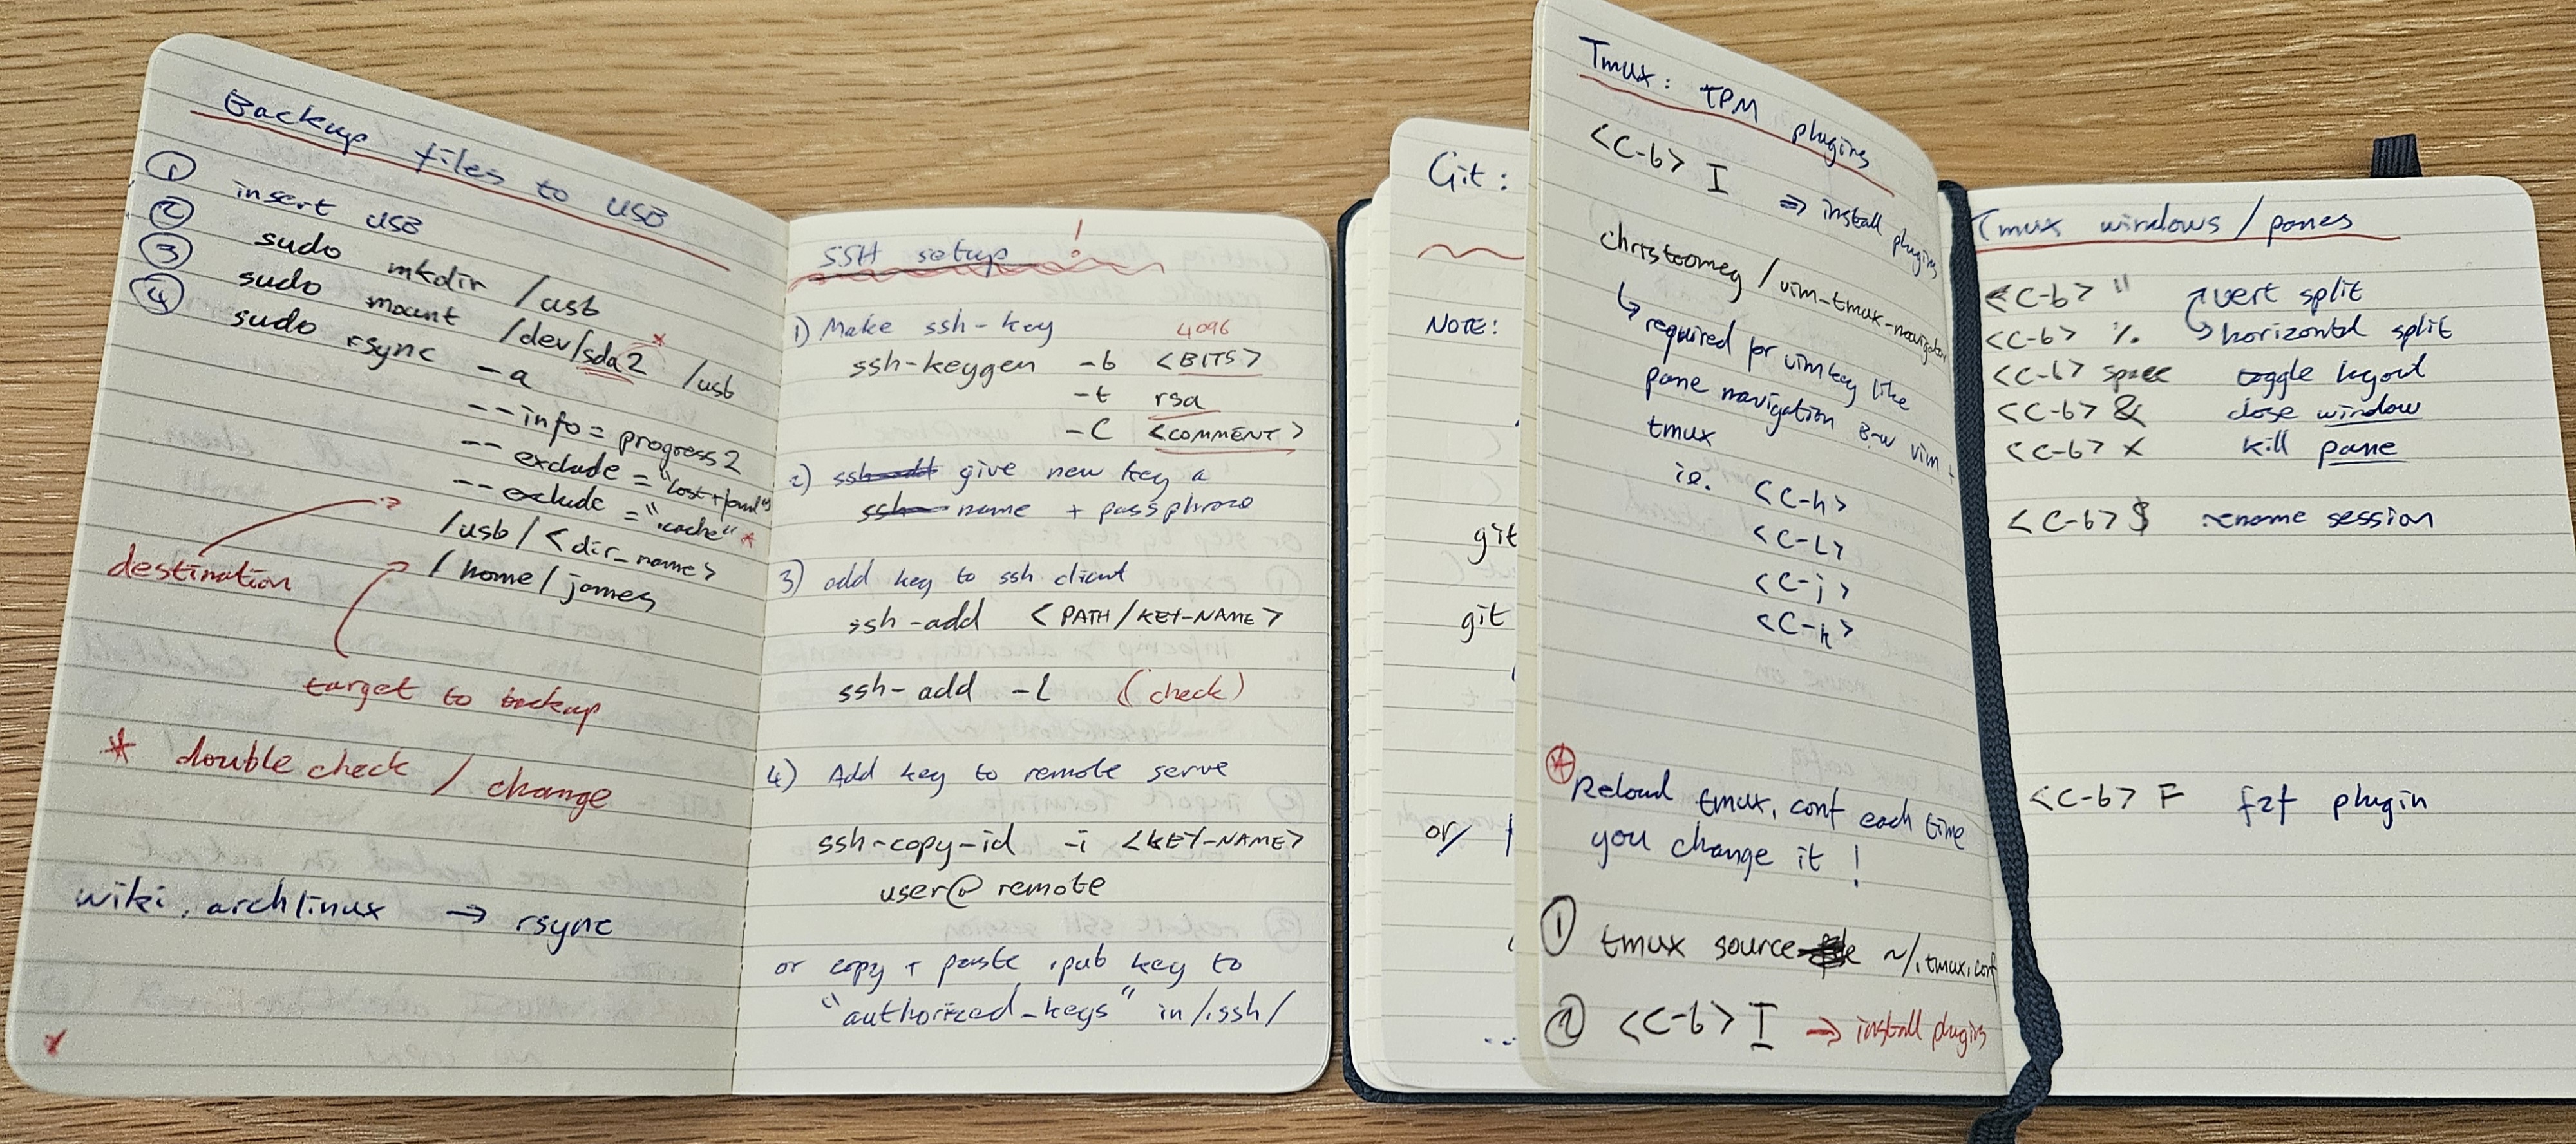 Backup files to USB
① insert USB
② sudo mkdir /usb
③ sudo mount /dev/sda2 * /usb
④ sudo rsync -a
--info=progress2
--exclude="lost+found"
--exclude=".cache" *
/usb/<dir_name>
/home/james
destination
target to backup
* double check / change
wiki.archlinux → rsync
SSH setup !
1) Make ssh-key
4096
ssh-keygen -b <BITS>
-t rsa
-C <COMMENT>
2) give new key a
name + passphrase
3) add key to ssh client
ssh-add <PATH/KEY-NAME>
ssh-add -L (check)
4) Add key to remote serve
ssh-copy-id -i <KEY-NAME>
user@remote
or copy + paste .pub key to
"authorized_keys" in /.ssh/
Git:
NOTE:
git
git
or/
Tmux: TPM plugins
<C-b> I ⇒ install plugins
christoomey/vim-tmux-navigator
↳ required for vimkey like
pane navigation B-w vim +
tmux
ie. <C-h>
<C-L>
<C-j>
<C-k>
* Reload tmux.conf each time
you change it!
① tmux source ~/.tmux.conf
② <C-b> I → install plugins
Tmux windows/panes
<C-b> " vert split
<C-b> % horizontal split
<C-b> space toggle layout
<C-b> & close window
<C-b> x kill pane
<C-b> $ rename session
<C-b> F fzf plugin